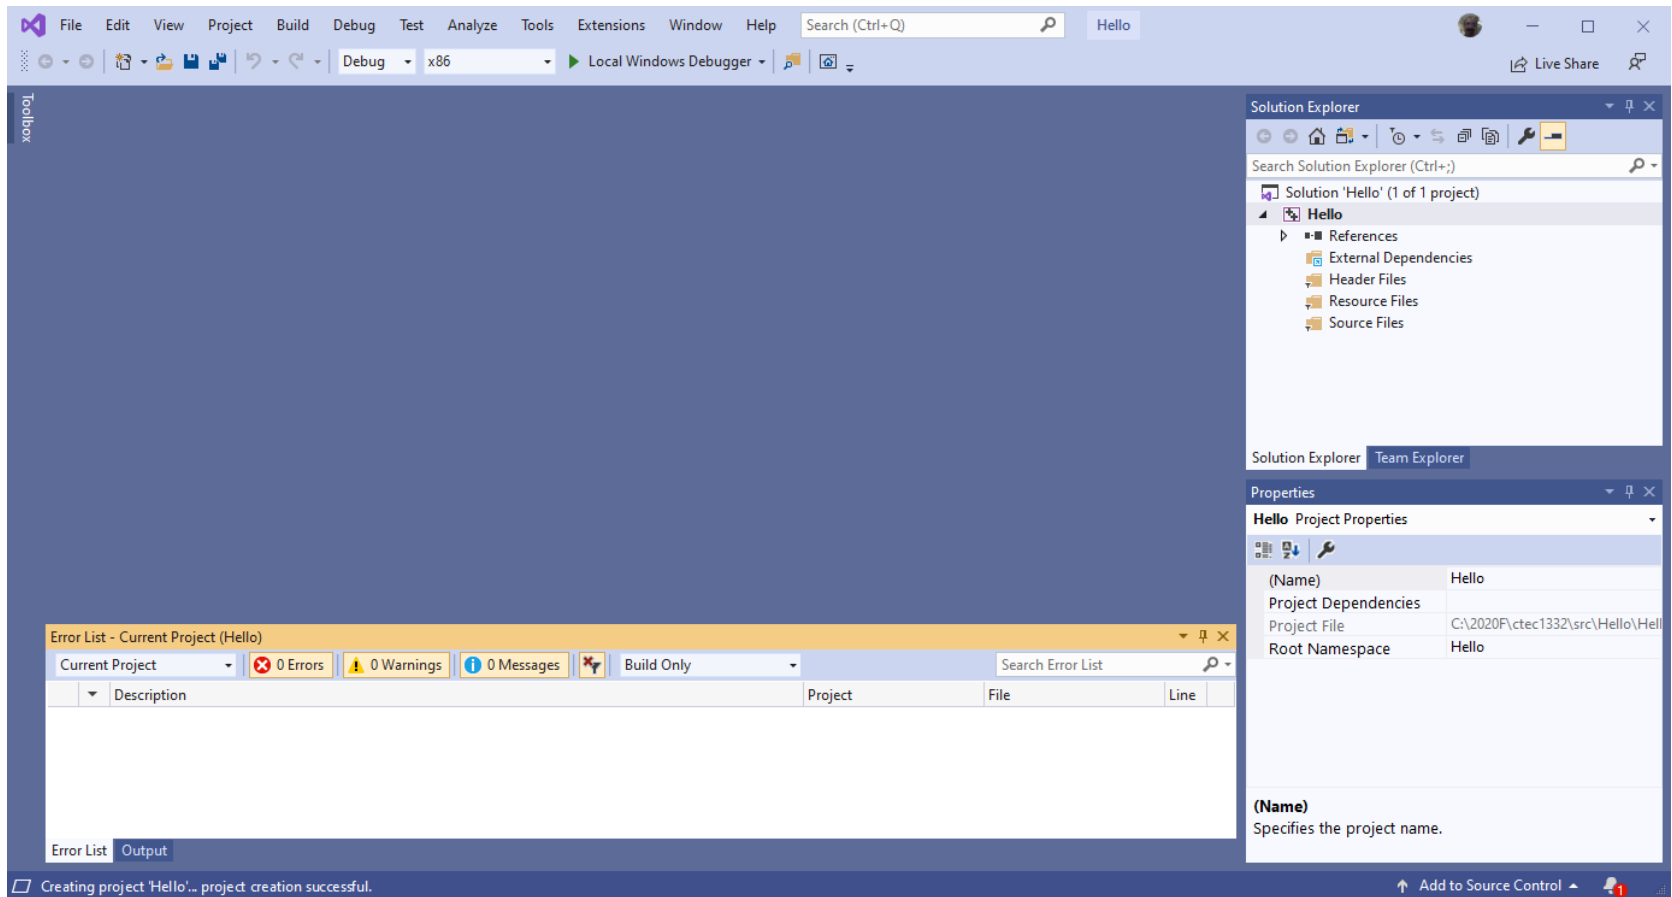 File Edit View Project Build Debug Test Analyze Tools Extensions Window Help Search (Ctrl+Q) Hello
Debug x86 Local Windows Debugger Live Share
Toolbox
Solution Explorer
Search Solution Explorer (Ctrl+;)
Solution 'Hello' (1 of 1 project)
Hello
References
External Dependencies
Header Files
Resource Files
Source Files
Solution Explorer Team Explorer
Properties
Hello Project Properties
(Name) Hello
Project Dependencies
Project File C:\2020F\ctec1332\src\Hello\Hell
Root Namespace Hello
(Name)
Specifies the project name.
Error List - Current Project (Hello)
Current Project 0 Errors 0 Warnings 0 Messages Build Only Search Error List
Description Project File Line
Error List Output
Creating project 'Hello'... project creation successful. Add to Source Control 1